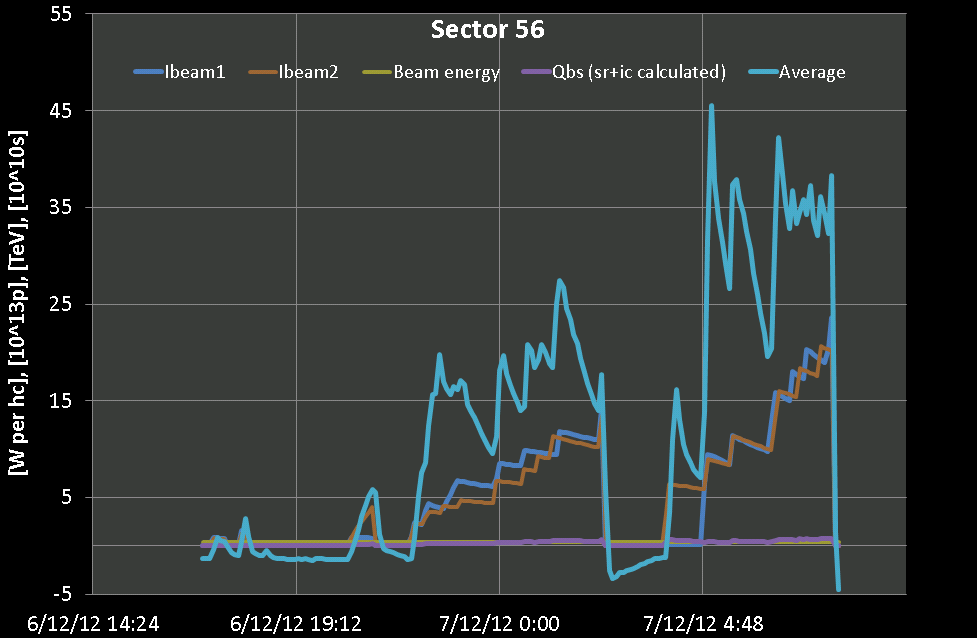 Sector 56
Ibeam1 Ibeam2 Beam energy Qbs (sr+ic calculated) Average
[W per hc], [10^13p], [TeV], [10^10s]
55
45
35
25
15
5
-5
6/12/12 14:24 6/12/12 19:12 7/12/12 0:00 7/12/12 4:48